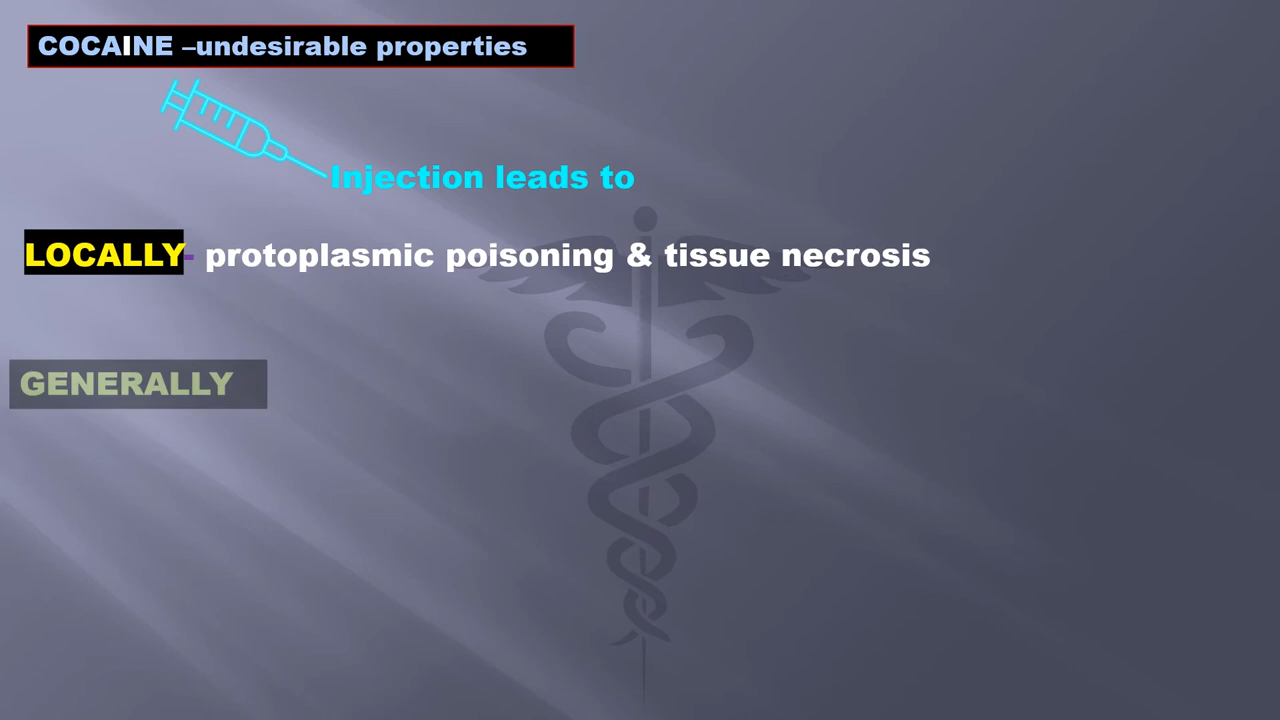 COCAINE –undesirable properties
Injection leads to
LOCALLY- protoplasmic poisoning & tissue necrosis
GENERALLY